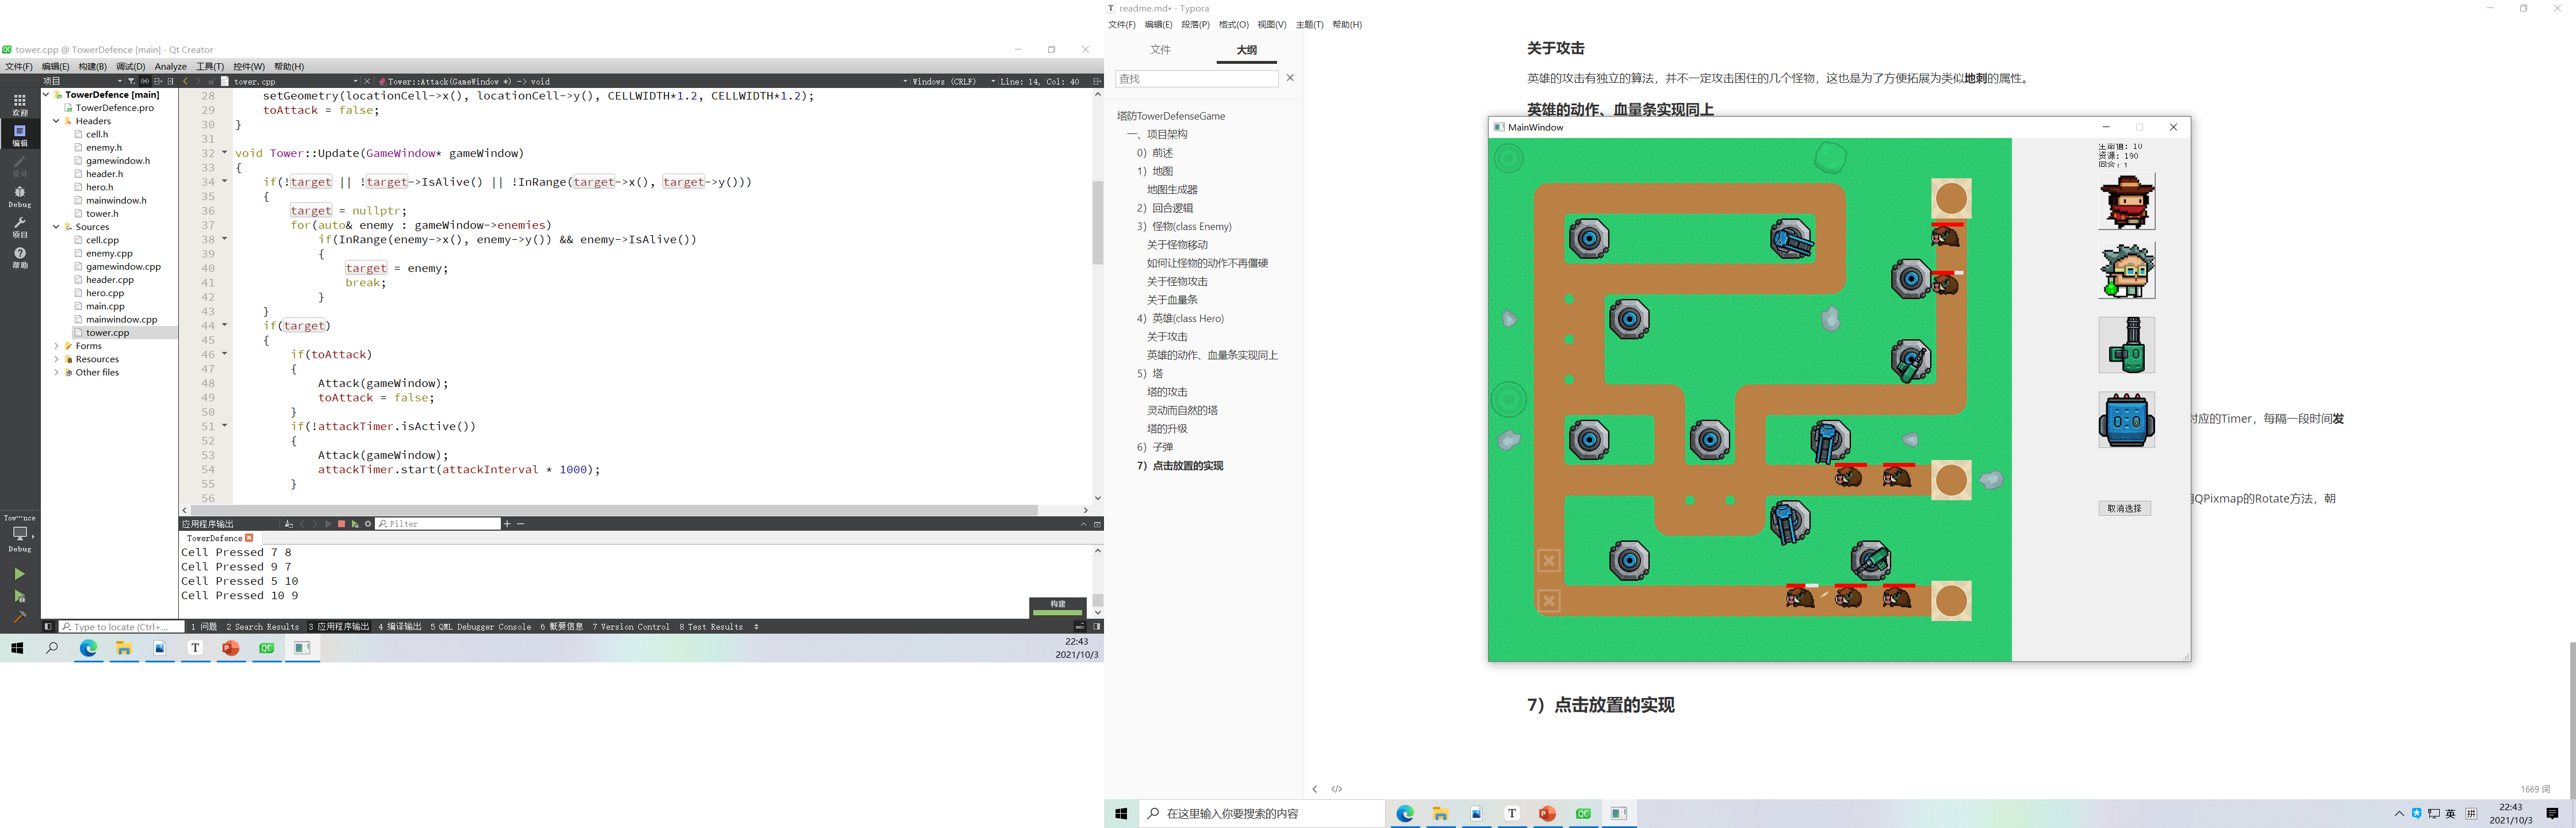 tower.cpp @ TowerDefence [main] - Qt Creator
文件(F) 编辑(E) 构建(B) 调试(D) Analyze 工具(T) 控件(W) 帮助(H)
项目
tower.cpp
Tower::Attack(GameWindow *) -> void
Windows (CRLF)
Line: 14, Col: 40
欢迎
编辑
设计
Debug
项目
帮助
Tow···nce
Debug
TowerDefence [main]
TowerDefence.pro
Headers
cell.h
enemy.h
gamewindow.h
header.h
hero.h
mainwindow.h
tower.h
Sources
cell.cpp
enemy.cpp
gamewindow.cpp
header.cpp
hero.cpp
main.cpp
mainwindow.cpp
tower.cpp
Forms
Resources
Other files
28 setGeometry(locationCell->x(), locationCell->y(), CELLWIDTH*1.2, CELLWIDTH*1.2);
29 toAttack = false;
30 }
31
32 void Tower::Update(GameWindow* gameWindow)
33 {
34 if(!target || !target->IsAlive() || !InRange(target->x(), target->y()))
35 {
36 target = nullptr;
37 for(auto& enemy : gameWindow->enemies)
38 if(InRange(enemy->x(), enemy->y()) && enemy->IsAlive())
39 {
40 target = enemy;
41 break;
42 }
43 }
44 if(target)
45 {
46 if(toAttack)
47 {
48 Attack(gameWindow);
49 toAttack = false;
50 }
51 if(!attackTimer.isActive())
52 {
53 Attack(gameWindow);
54 attackTimer.start(attackInterval * 1000);
55 }
56
应用程序输出
Filter
TowerDefence
Cell Pressed 7 8
Cell Pressed 9 7
Cell Pressed 5 10
Cell Pressed 10 9
构建
Type to locate (Ctrl+...
1 问题 2 Search Results 3 应用程序输出 4 编译输出 5 QML Debugger Console 6 概要信息 7 Version Control 8 Test Results
22:43
2021/10/3
readme.md• - Typora
文件(F) 编辑(E) 段落(P) 格式(O) 视图(V) 主题(T) 帮助(H)
文件 大纲
查找
塔防TowerDefenseGame
一、项目架构
0）前述
1）地图
地图生成器
2）回合逻辑
3）怪物(class Enemy)
关于怪物移动
如何让怪物的动作不再僵硬
关于怪物攻击
关于血量条
4）英雄(class Hero)
关于攻击
英雄的动作、血量条实现同上
5）塔
塔的攻击
灵动而自然的塔
塔的升级
6）子弹
7）点击放置的实现
关于攻击
英雄的攻击有独立的算法，并不一定攻击困住的几个怪物，这也是为了方便拓展为类似地刺的属性。
英雄的动作、血量条实现同上
MainWindow
生命值：10
资源：190
回合：1
取消选择
对应的Timer，每隔一段时间发
用QPixmap的Rotate方法，朝
7）点击放置的实现
1669 词
在这里输入你要搜索的内容
英
拼
22:43
2021/10/3